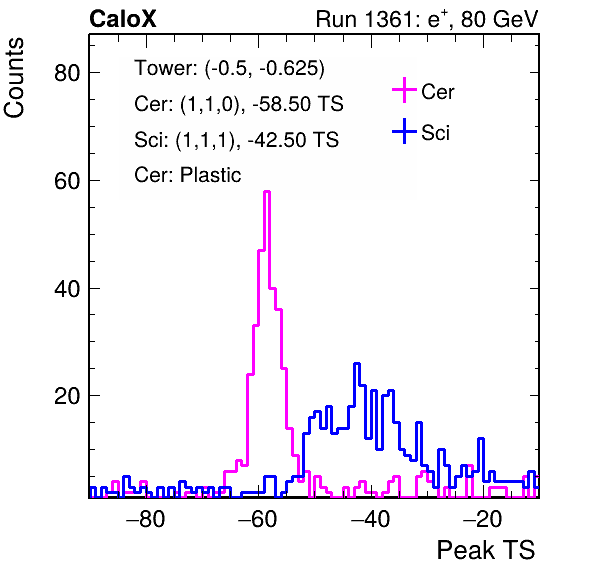 CaloX Run 1361: e⁺, 80 GeV
Counts
Tower: (-0.5, -0.625)
Cer: (1,1,0), -58.50 TS
Sci: (1,1,1), -42.50 TS
Cer: Plastic
Cer
Sci
80
60
40
20
−80 −60 −40 −20
Peak TS